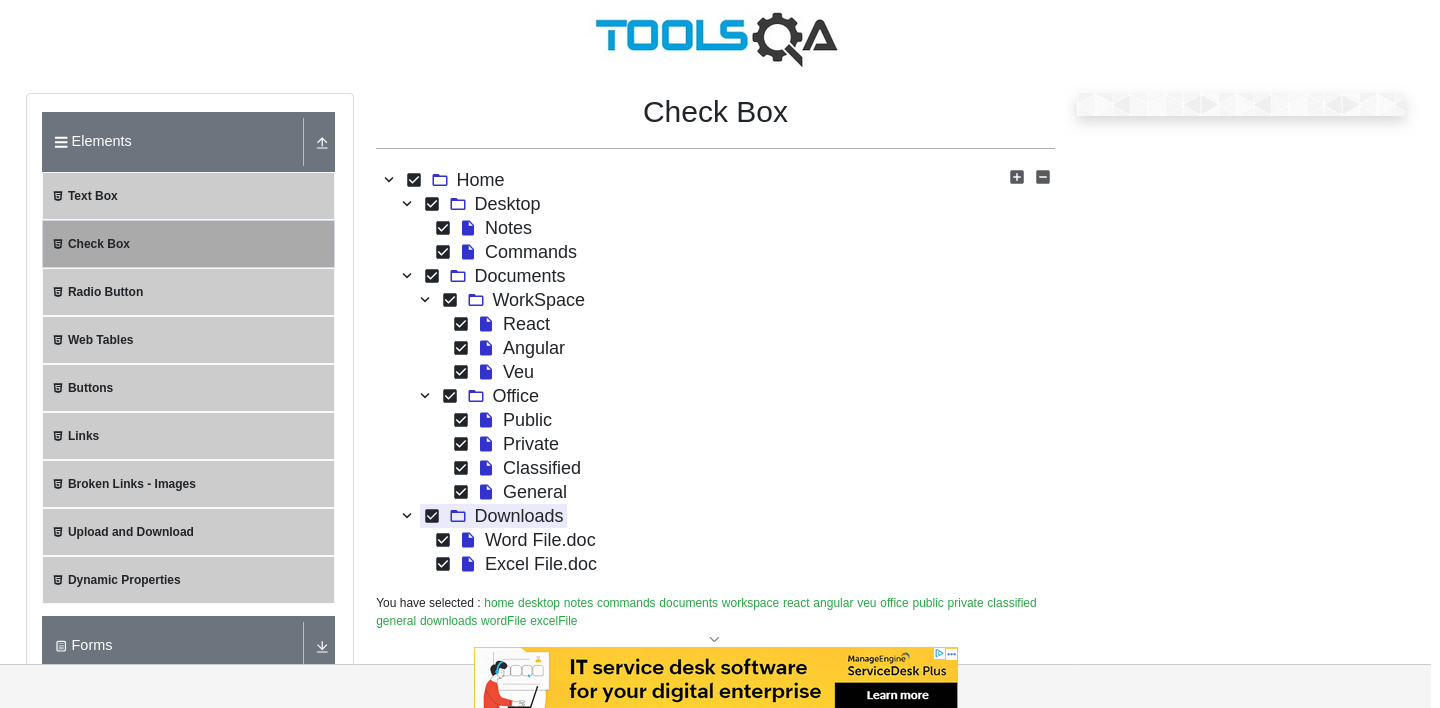 TOOLSQA
Elements
Text Box
Check Box
Radio Button
Web Tables
Buttons
Links
Broken Links - Images
Upload and Download
Dynamic Properties
Forms
Check Box
Home
Desktop
Notes
Commands
Documents
WorkSpace
React
Angular
Veu
Office
Public
Private
Classified
General
Downloads
Word File.doc
Excel File.doc
You have selected : home desktop notes commands documents workspace react angular veu office public private classified
general downloads wordFile excelFile
IT service desk software
for your digital enterprise
ManageEngine
ServiceDesk Plus
Learn more